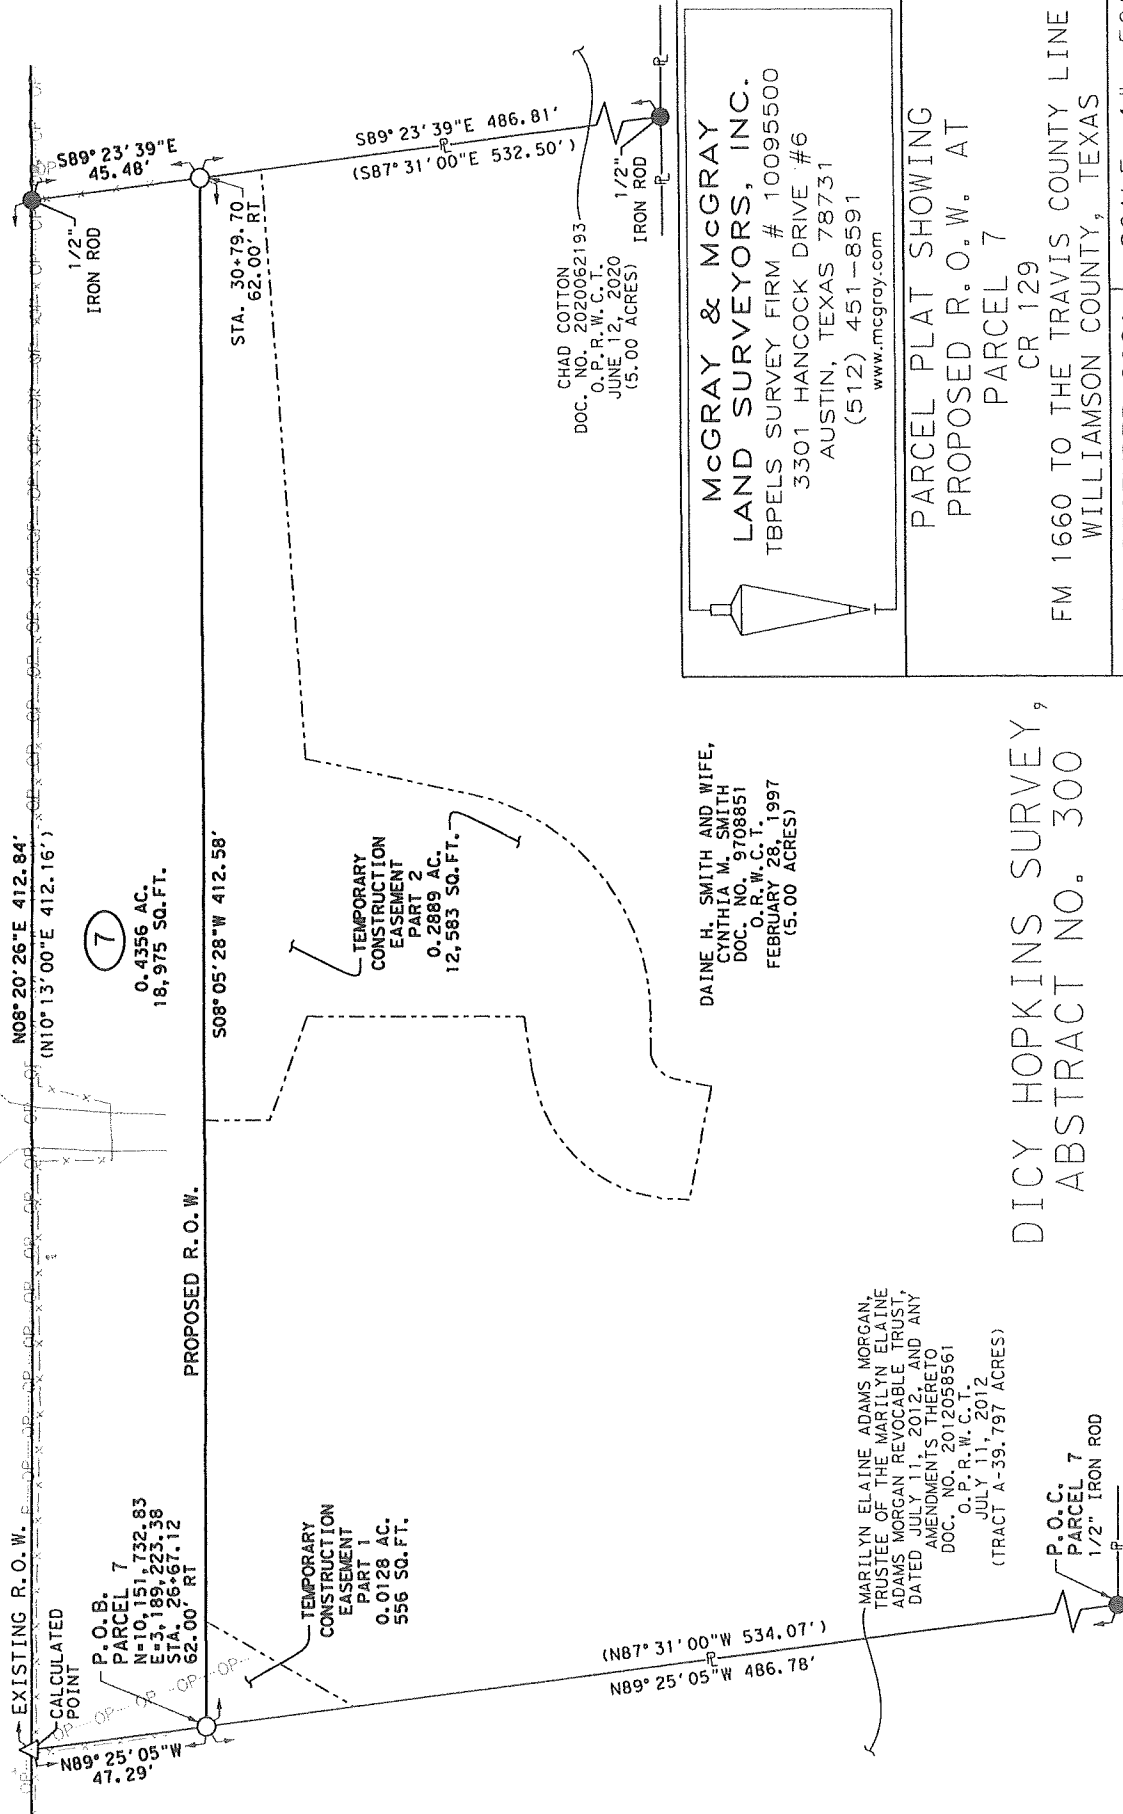 EXISTING R.O.W.
CALCULATED
POINT
P.O.B.
PARCEL 7
N=10,151,732.83
E=3,189,223.38
STA. 26+67.12
62.00' RT
N89°25'05"W
47.29'
N08°20'26"E 412.84'
(N10°13'00"E 412.16')
7
0.4356 AC.
18,975 SQ.FT.
PROPOSED R.O.W.
S08°05'28"W 412.58'
1/2"
IRON ROD
S89°23'39"E
45.48'
STA. 30+79.70
62.00' RT
S89°23'39"E 486.81'
(S87°31'00"E 532.50')
1/2"
IRON ROD
CHAD COTTON
DOC. NO. 2020062193
O.P.R.W.C.T.
JUNE 12, 2020
(5.00 ACRES)
TEMPORARY
CONSTRUCTION
EASEMENT
PART 1
0.0128 AC.
556 SQ.FT.
TEMPORARY
CONSTRUCTION
EASEMENT
PART 2
0.2889 AC.
12,583 SQ.FT.
DAINE H. SMITH AND WIFE,
CYNTHIA M. SMITH
DOC. NO. 9708851
O.R.W.C.T.
FEBRUARY 28, 1997
(5.00 ACRES)
(N87°31'00"W 534.07')
N89°25'05"W 486.78'
MARILYN ELAINE ADAMS MORGAN,
TRUSTEE OF THE MARILYN ELAINE
ADAMS MORGAN REVOCABLE TRUST,
DATED JULY 11, 2012, AND ANY
AMENDMENTS THERETO
DOC. NO. 2012058561
O.P.R.W.C.T.
JULY 11, 2012
(TRACT A-39.797 ACRES)
P.O.C.
PARCEL 7
1/2" IRON ROD
DICY HOPKINS SURVEY,
ABSTRACT NO. 300
McGRAY & McGRAY
LAND SURVEYORS, INC.
TBPELS SURVEY FIRM # 10095500
3301 HANCOCK DRIVE #6
AUSTIN, TEXAS 78731
(512) 451-8591
www.mcgray.com
PARCEL PLAT SHOWING
PROPOSED R.O.W. AT
PARCEL 7
CR 129
FM 1660 TO THE TRAVIS COUNTY LINE
WILLIAMSON COUNTY, TEXAS